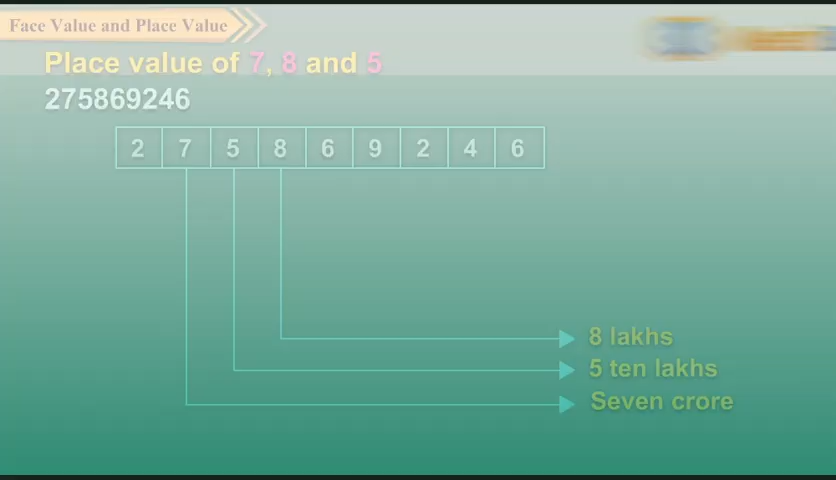 Face Value and Place Value
Place value of 7, 8 and 5
275869246
2 7 5 8 6 9 2 4 6
8 lakhs
5 ten lakhs
Seven crore